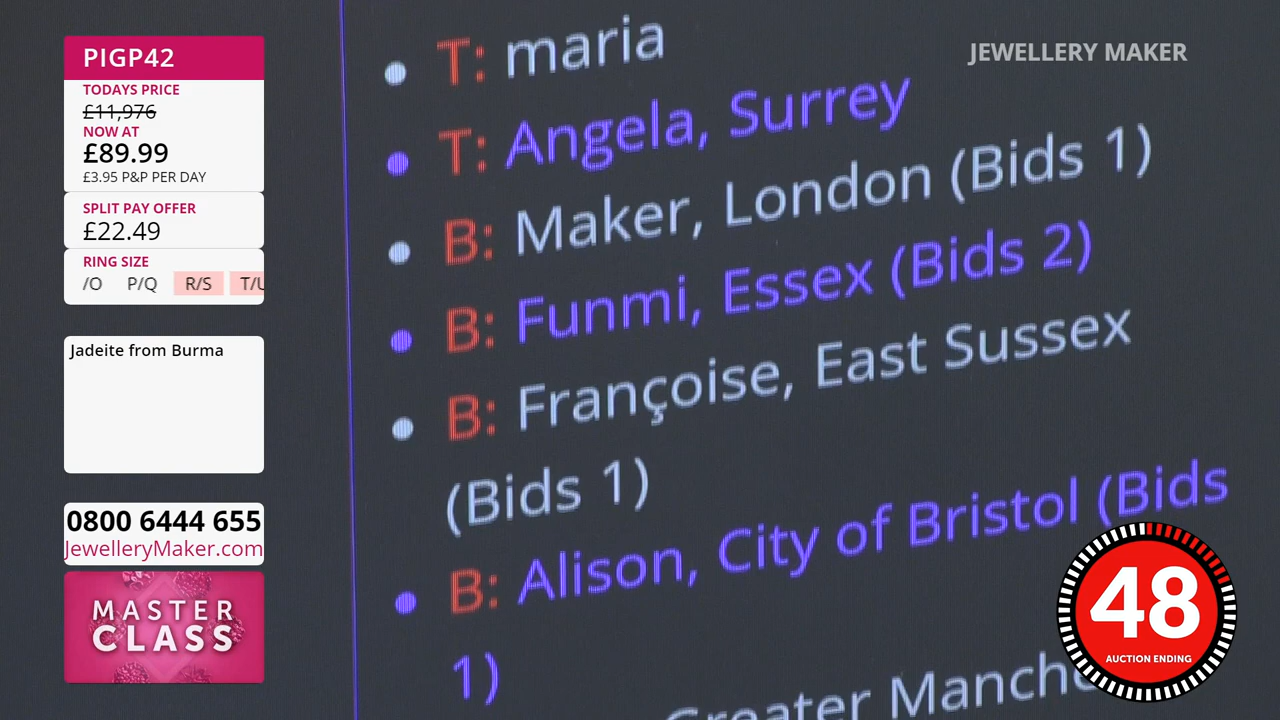 PIGP42
TODAYS PRICE
£11,976
NOW AT
£89.99
£3.95 P&P PER DAY
SPLIT PAY OFFER
£22.49
RING SIZE
/O P/Q R/S T/U
Jadeite from Burma
0800 6444 655
JewelleryMaker.com
MASTER
CLASS
JEWELLERY MAKER
T: maria
T: Angela, Surrey
B: Maker, London (Bids 1)
B: Funmi, Essex (Bids 2)
B: Françoise, East Sussex
(Bids 1)
B: Alison, City of Bristol (Bids
1)
Greater Manche
48
AUCTION ENDING